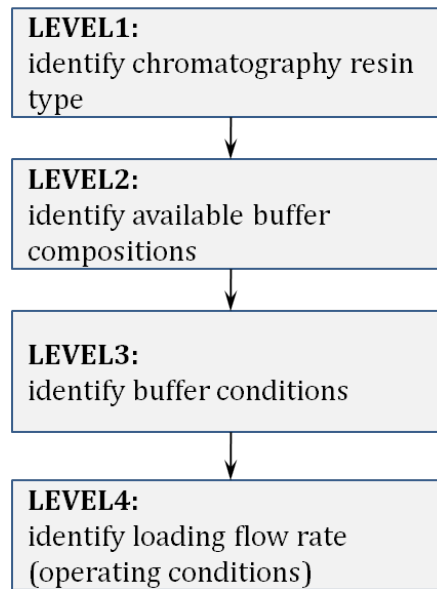 LEVEL1:
identify chromatography resin
type
LEVEL2:
identify available buffer
compositions
LEVEL3:
identify buffer conditions
LEVEL4:
identify loading flow rate
(operating conditions)